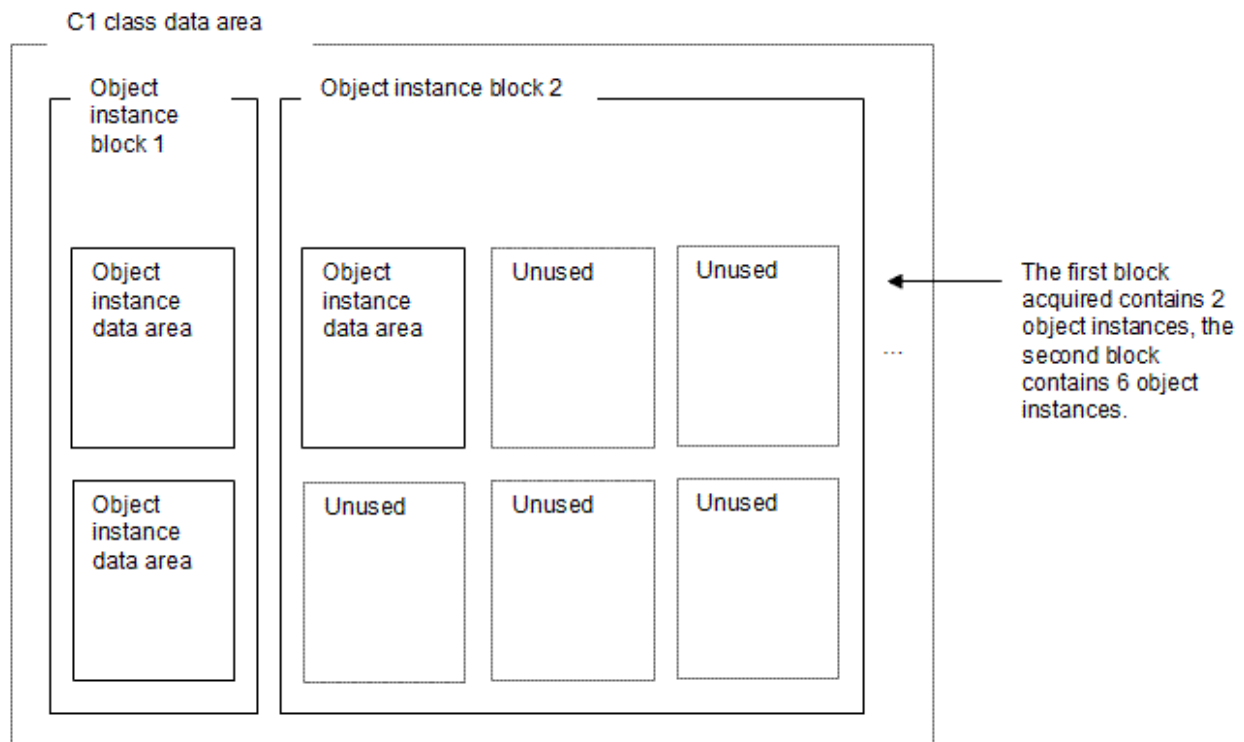 C1 class data area
Object
instance
block 1
Object instance block 2
Object
instance
data area
Object
instance
data area
Unused
Unused
Object
instance
data area
Unused
Unused
Unused
...
The first block
acquired contains 2
object instances, the
second block
contains 6 object
instances.